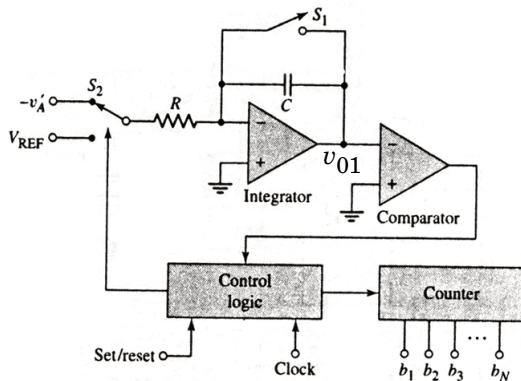 S1
S2
-v'A
R
C
VREF
−
+
Integrator
v01
−
+
Comparator
Control
logic
Counter
Set/reset
Clock
b1 b2 b3 ... bN